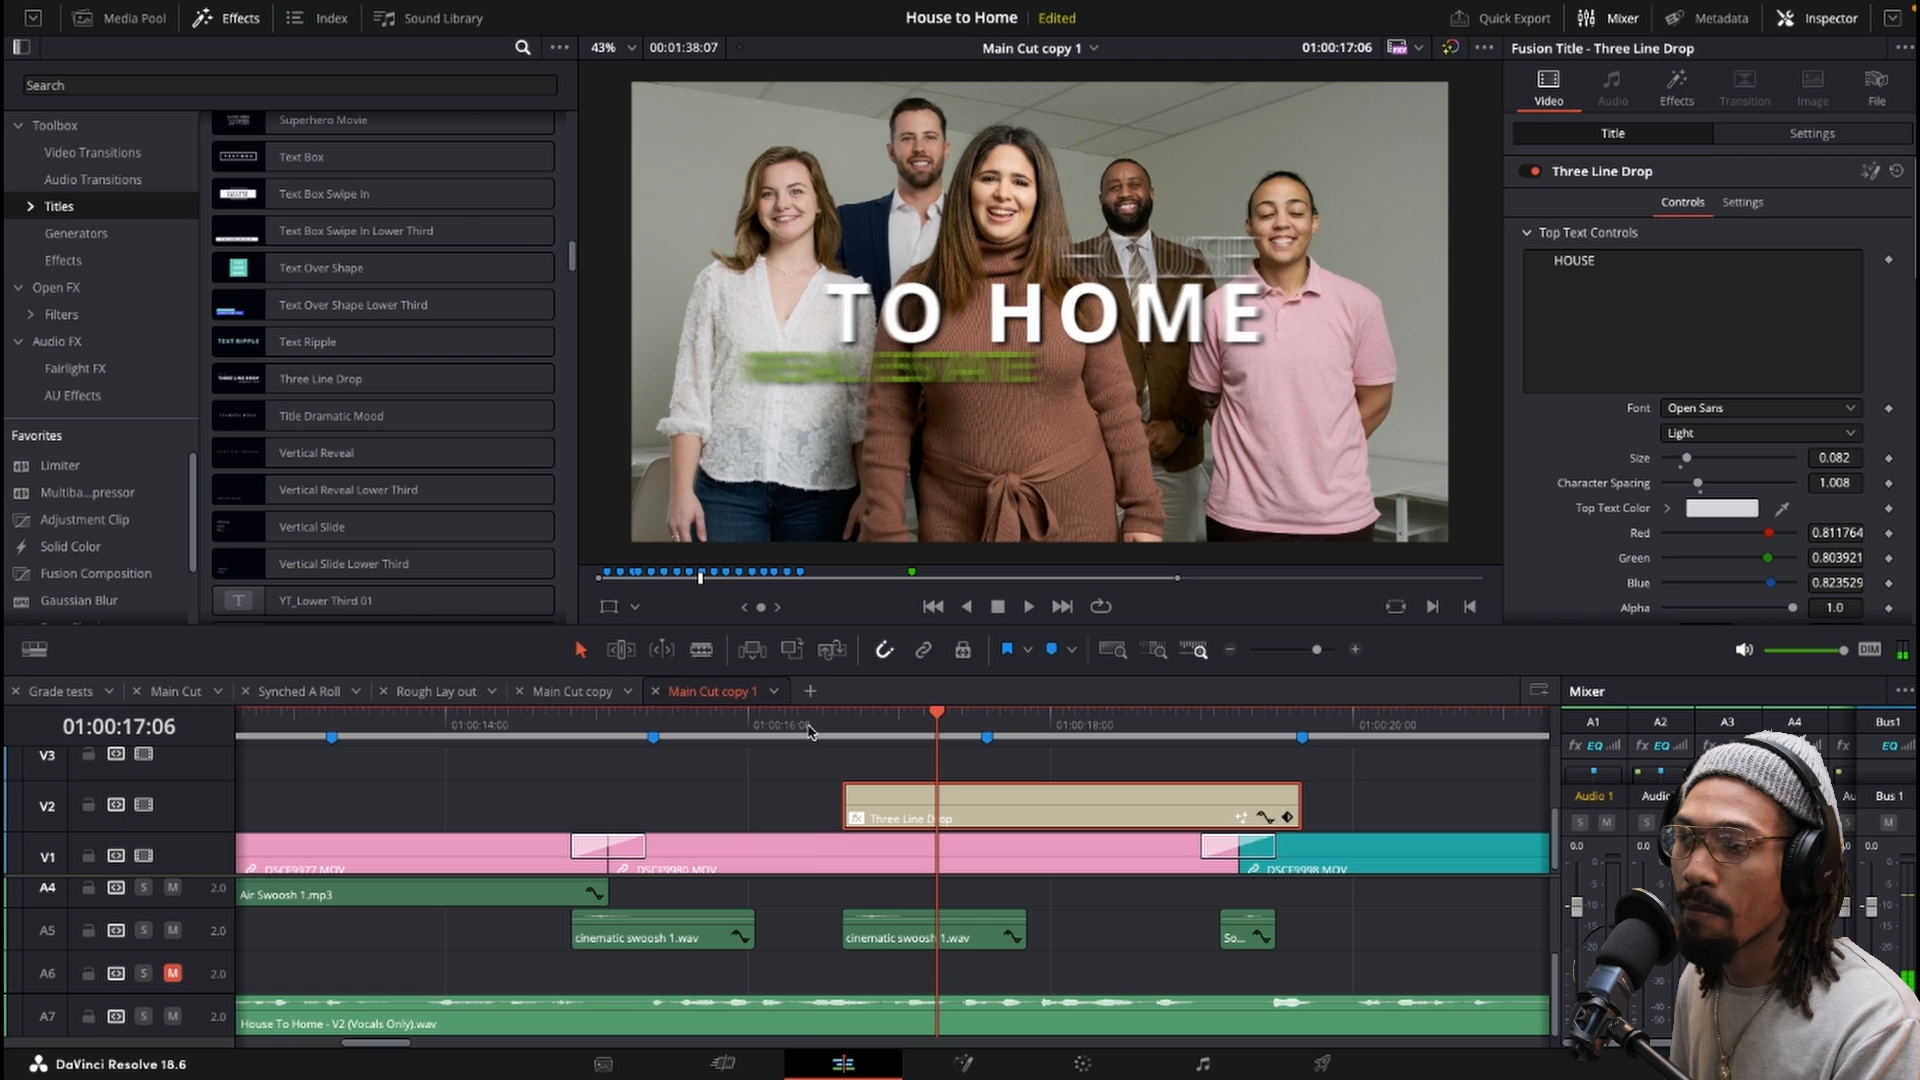 Media Pool
Effects
Index
Sound Library
House to Home
Edited
Quick Export
Mixer
Metadata
Inspector
43%
00:01:38:07
Main Cut copy 1
01:00:17:06
Fusion Title - Three Line Drop
Search
Toolbox
Video Transitions
Audio Transitions
Titles
Generators
Effects
Open FX
Filters
Audio FX
Fairlight FX
AU Effects
Favorites
Limiter
Multiba...pressor
Adjustment Clip
Solid Color
Fusion Composition
Gaussian Blur
Superhero Movie
Text Box
Text Box Swipe In
Text Box Swipe In Lower Third
Text Over Shape
Text Over Shape Lower Third
TEXT RIPPLE
Text Ripple
Three Line Drop
Title Dramatic Mood
Vertical Reveal
Vertical Reveal Lower Third
Vertical Slide
Vertical Slide Lower Third
T
YT_Lower Third 01
TO HOME
Video
Audio
Effects
Transition
Image
File
Title
Settings
Three Line Drop
Controls
Settings
Top Text Controls
HOUSE
Font
Open Sans
Light
Size
0.082
Character Spacing
1.008
Top Text Color
Red
0.811764
Green
0.803921
Blue
0.823529
Alpha
1.0
DIM
Grade tests
Main Cut
Synched A Roll
Rough Lay out
Main Cut copy
Main Cut copy 1
Mixer
01:00:17:06
01:00:14:00
01:00:16:00
01:00:18:00
01:00:20:00
V3
V2
fx Three Line Drop
V1
DSCF9977.MOV
DSCF9980.MOV
DSCF9998.MOV
A4
S
M
2.0
Air Swoosh 1.mp3
A5
S
M
2.0
cinematic swoosh 1.wav
cinematic swoosh 1.wav
So...
A6
S
M
2.0
A7
S
M
2.0
House To Home - V2 (Vocals Only).wav
A1
A2
A3
A4
Bus1
fx EQ
fx EQ
EQ
Audio 1
Bus 1
S
M
S
M
0.0
0.0
0.0
DaVinci Resolve 18.6